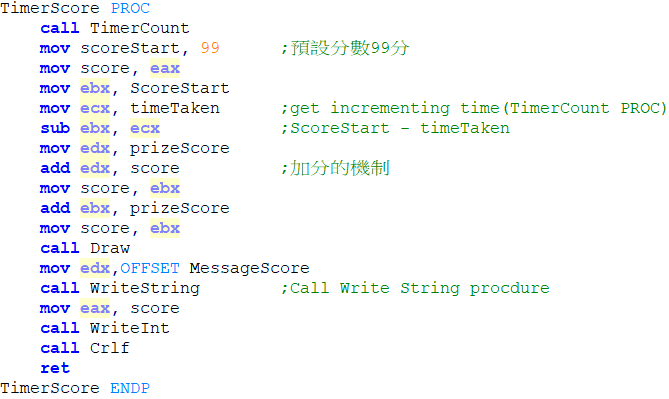 TimerScore PROC
    call TimerCount
    mov scoreStart, 99      ;預設分數99分
    mov score, eax
    mov ebx, ScoreStart
    mov ecx, timeTaken      ;get incrementing time(TimerCount PROC)
    sub ebx, ecx            ;ScoreStart - timeTaken
    mov edx, prizeScore
    add edx, score          ;加分的機制
    mov score, ebx
    add ebx, prizeScore
    mov score, ebx
    call Draw
    mov edx,OFFSET MessageScore
    call WriteString        ;Call Write String procdure
    mov eax, score
    call WriteInt
    call Crlf
    ret
TimerScore ENDP